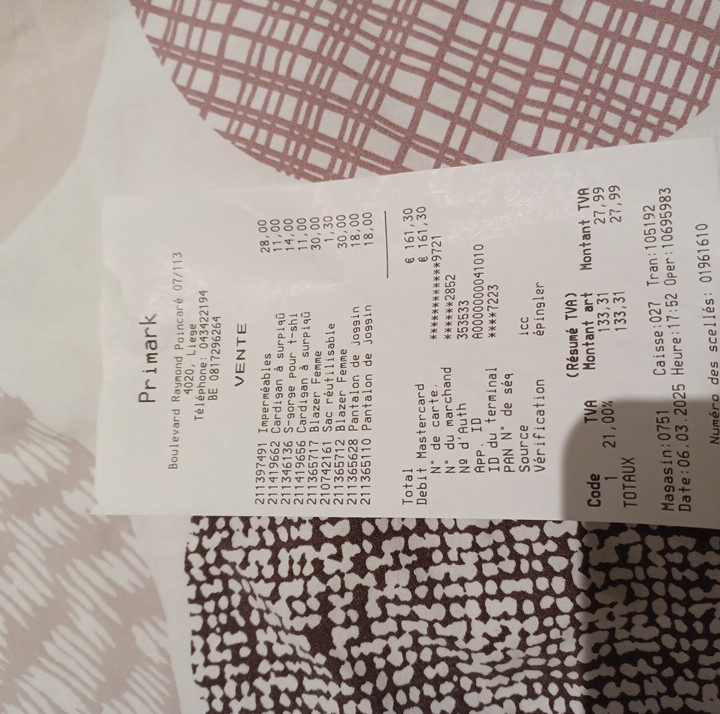 Primark
Boulevard Raymond Poincaré 07/113
4020, Liege
Téléphone: 043422194
BE 0817296264
VENTE
211397491 Imperméables 28,00
211419662 Cardigan à surpiqû 11,00
211346136 S-gorge pour t-shi 14,00
211419656 Cardigan à surpiqû 11,00
211365717 Blazer Femme 30,00
210742161 Sac réutilisable 1,30
211365712 Blazer Femme 30,00
211365628 Pantalon de joggin 18,00
211365110 Pantalon de joggin 18,00
Total € 161,30
Debit Mastercard € 161,30
N° de carte. ************9721
N° du marchand ******2852
Nº d'Auth 353533
APP. ID A0000000041010
ID du terminal ****7223
PAN N° de séq
Source icc
Vérification épingler
(Résumé TVA)
Code TVA Montant art Montant TVA
1 21,00% 133,31 27,99
TOTAUX 133,31 27,99
Magasin:0751 Caisse:027 Tran:105192
Date:06.03.2025 Heure:17:52 Oper:10695983
Numéro des scellés: 01961610